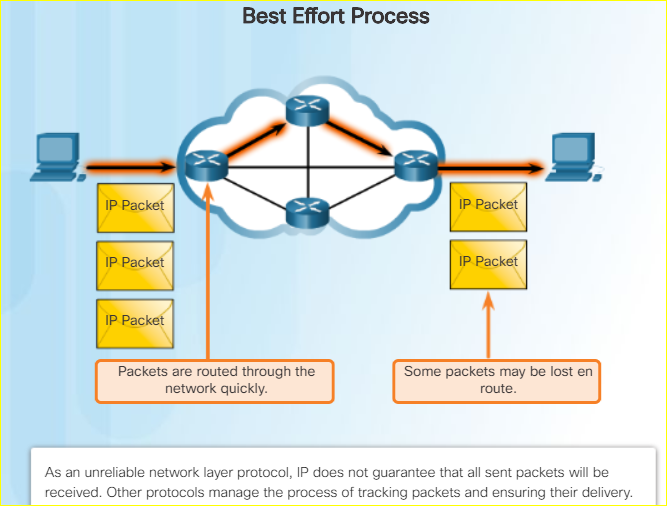 Best Effort Process
IP Packet
IP Packet
IP Packet
IP Packet
IP Packet
Packets are routed through the
network quickly.
Some packets may be lost en
route.
As an unreliable network layer protocol, IP does not guarantee that all sent packets will be
received. Other protocols manage the process of tracking packets and ensuring their delivery.